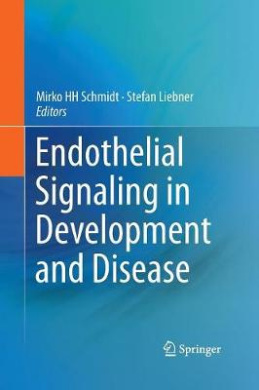 Mirko HH Schmidt · Stefan Liebner
Editors
Endothelial
Signaling in
Development
and Disease
Springer